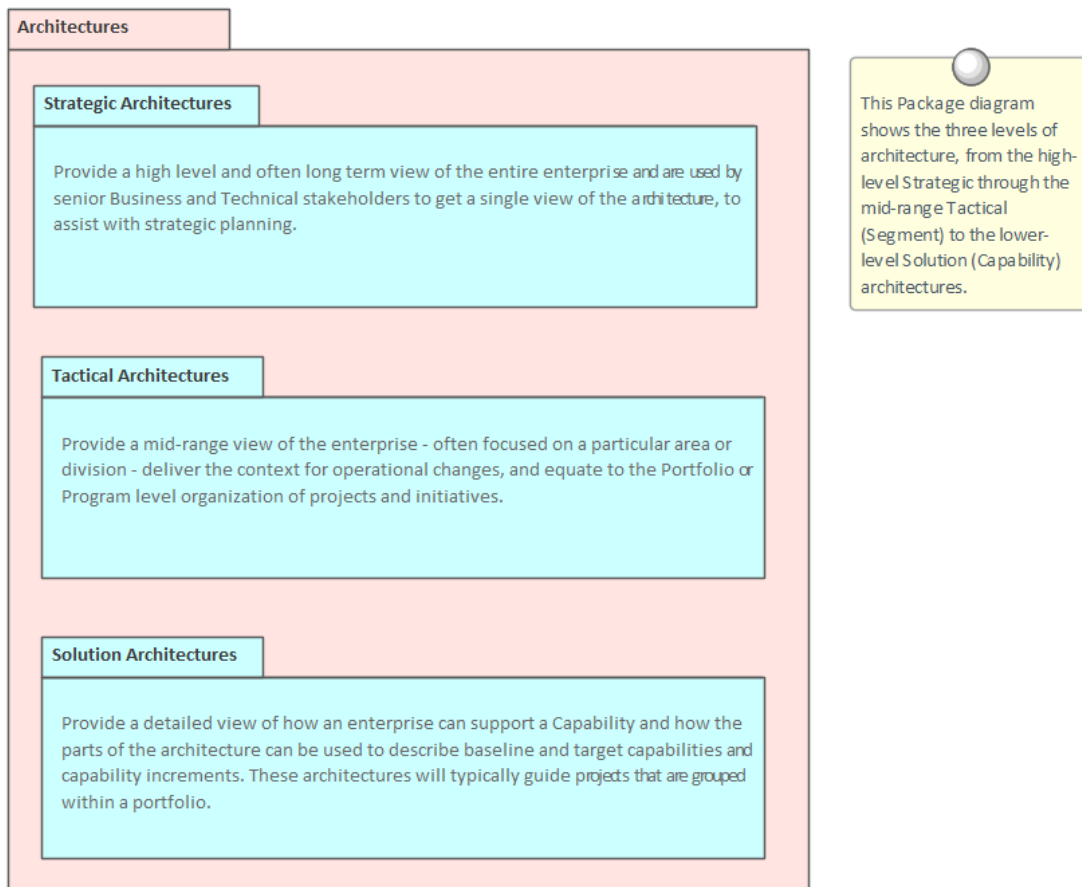 Architectures
Strategic Architectures
Provide a high level and often long term view of the entire enterprise and are used by
senior Business and Technical stakeholders to get a single view of the architecture, to
assist with strategic planning.
Tactical Architectures
Provide a mid-range view of the enterprise - often focused on a particular area or
division - deliver the context for operational changes, and equate to the Portfolio or
Program level organization of projects and initiatives.
Solution Architectures
Provide a detailed view of how an enterprise can support a Capability and how the
parts of the architecture can be used to describe baseline and target capabilities and
capability increments. These architectures will typically guide projects that are grouped
within a portfolio.
This Package diagram
shows the three levels of
architecture, from the high-
level Strategic through the
mid-range Tactical
(Segment) to the lower-
level Solution (Capability)
architectures.